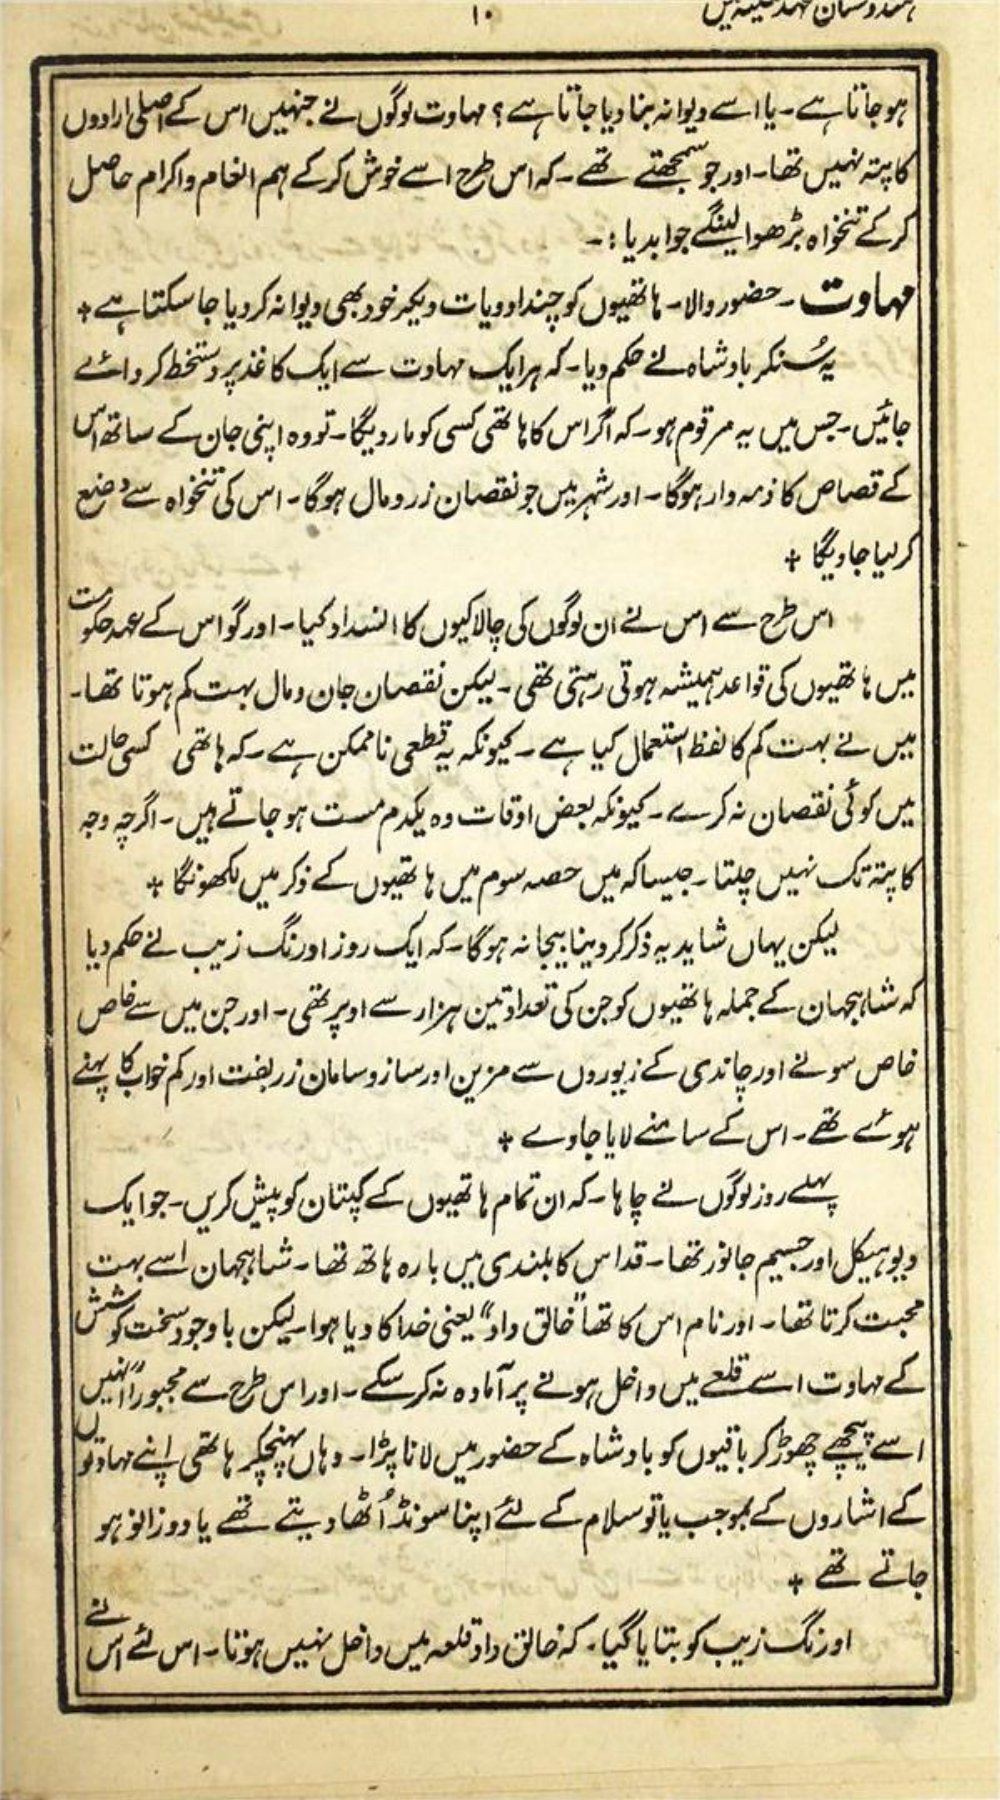 ۱۰
ہو جاتا ہے۔ یا اسے دیوانہ بنا دیا جاتا ہے؟ مہاوت لوگوں نے جنہیں اس کے اصلی ارادوں
کا پتہ نہیں تھا۔ اور جو سمجھتے تھے۔ کہ اس طرح اسے خوش کرکے ہم انعام و اکرام حاصل
کرکے تنخواہ بڑھوا لینگے جوابدیا :۔
مہاوت۔ حضور والا۔ ہاتھیوں کو چند ادویات دیکر خود بھی دیوانہ کر دیا جا سکتا ہے +
یہ سُنکر بادشاہ نے حکم دیا۔ کہ ہر ایک مہاوت سے ایک کاغذ پر دستخط کروائے
جائیں۔ جس میں یہ مرقوم ہو۔ کہ اگر اس کا ہاتھی کسی کو مار دیگا۔ تو وہ اپنی جان کے ساتھ اس
کے قصاص کا ذمہ وار ہوگا۔ اور شہر میں جو نقصان زر و مال ہوگا۔ اس کی تنخواہ سے وضع
کر لیا جاویگا +
اس طرح سے اس نے ان لوگوں کی چالاکیوں کا انسداد کیا۔ اور گو اس کے عہد حکومت
میں ہاتھیوں کی قواعد ہمیشہ ہوتی رہتی تھی۔ لیکن نقصان جان و مال بہت کم ہوتا تھا۔
میں نے بہت کم کا لفظ استعمال کیا ہے۔ کیونکہ یہ قطعی ناممکن ہے۔ کہ ہاتھی کسی حالت
میں کوئی نقصان نہ کرے۔ کیونکہ بعض اوقات وہ یکدم مست ہو جاتے ہیں۔ اگرچہ وجہ
کا پتہ تک نہیں چلتا۔ جیسا کہ میں حصہ سوم میں ہاتھیوں کے ذکر میں لکھونگا +
لیکن یہاں شاید یہ ذکر کر دینا بیجا نہ ہوگا۔ کہ ایک روز اورنگ زیب نے حکم دیا
کہ شاہجہان کے جملہ ہاتھیوں کو جن کی تعداد تین ہزار سے اوپر تھی۔ اور جن میں سے خاص
خاص سونے اور چاندی کے زیوروں سے مزین اور ساز و سامان زربفت اور کم خواب کا پہنے
ہوئے تھے۔ اس کے سامنے لایا جاوے +
پہلے روز لوگوں نے چاہا۔ کہ ان تمام ہاتھیوں کے کپتان کو پیش کریں۔ جو ایک
دیو ہیکل اور جسیم جانور تھا۔ قد اس کا بلندی میں بارہ ہاتھ تھا۔ شاہجہان اسے بہت
محبت کرتا تھا۔ اور نام اس کا تھا "خالق داد" یعنی خدا کا دیا ہوا۔ لیکن باوجود سخت کوشش
کے مہاوت اسے قلعے میں داخل ہونے پر آمادہ نہ کر سکے۔ اور اس طرح سے مجبوراً انہیں
اسے پیچھے چھوڑ کر باقیوں کو بادشاہ کے حضور میں لانا پڑا۔ وہاں پہنچکر ہاتھی اپنے مہاوتوں
کے اشاروں کے بموجب یا تو سلام کے لئے اپنا سونڈ اُٹھا دیتے تھے یا دوزانو ہو
جاتے تھے +
اورنگ زیب کو بتایا گیا۔ کہ خالق داد قلعہ میں داخل نہیں ہوتا۔ اس لئے اس نے